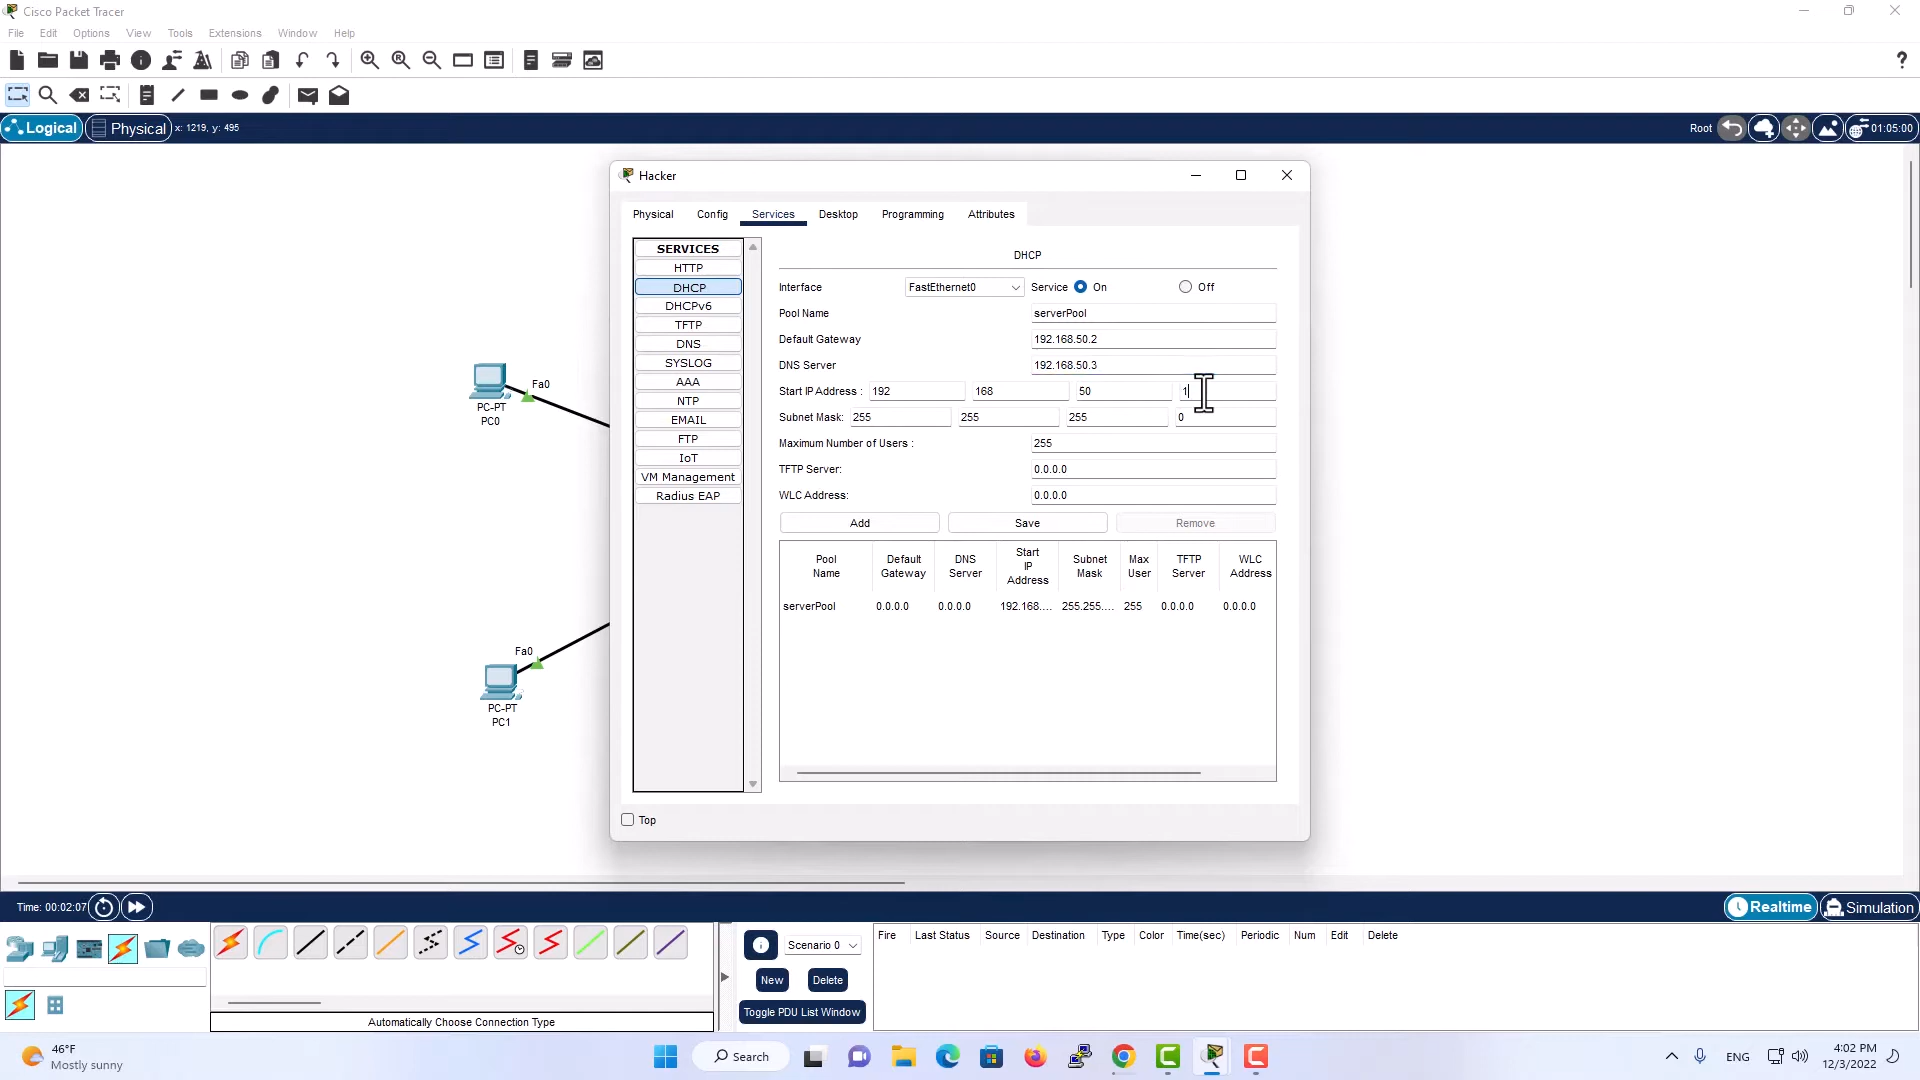 Cisco Packet Tracer
File Edit Options View Tools Extensions Window Help
?
Logical Physical x: 1219, y: 495 Root 01:05:00
Hacker
Physical Config Services Desktop Programming Attributes
SERVICES
HTTP
DHCP
DHCPv6
TFTP
DNS
SYSLOG
AAA
NTP
EMAIL
FTP
IoT
VM Management
Radius EAP
DHCP
Interface FastEthernet0 Service On Off
Pool Name serverPool
Default Gateway 192.168.50.2
DNS Server 192.168.50.3
Start IP Address : 192 168 50 1
Subnet Mask: 255 255 255 0
Maximum Number of Users : 255
TFTP Server: 0.0.0.0
WLC Address: 0.0.0.0
Add Save Remove
Pool Name Default Gateway DNS Server Start IP Address Subnet Mask Max User TFTP Server WLC Address
serverPool 0.0.0.0 0.0.0.0 192.168.... 255.255.... 255 0.0.0.0 0.0.0.0
Top
Fa0
PC-PT
PC0
Fa0
PC-PT
PC1
Time: 00:02:07 Realtime Simulation
Scenario 0
New Delete
Toggle PDU List Window
Fire Last Status Source Destination Type Color Time(sec) Periodic Num Edit Delete
Automatically Choose Connection Type
46°F
Mostly sunny
Search
ENG
4:02 PM
12/3/2022